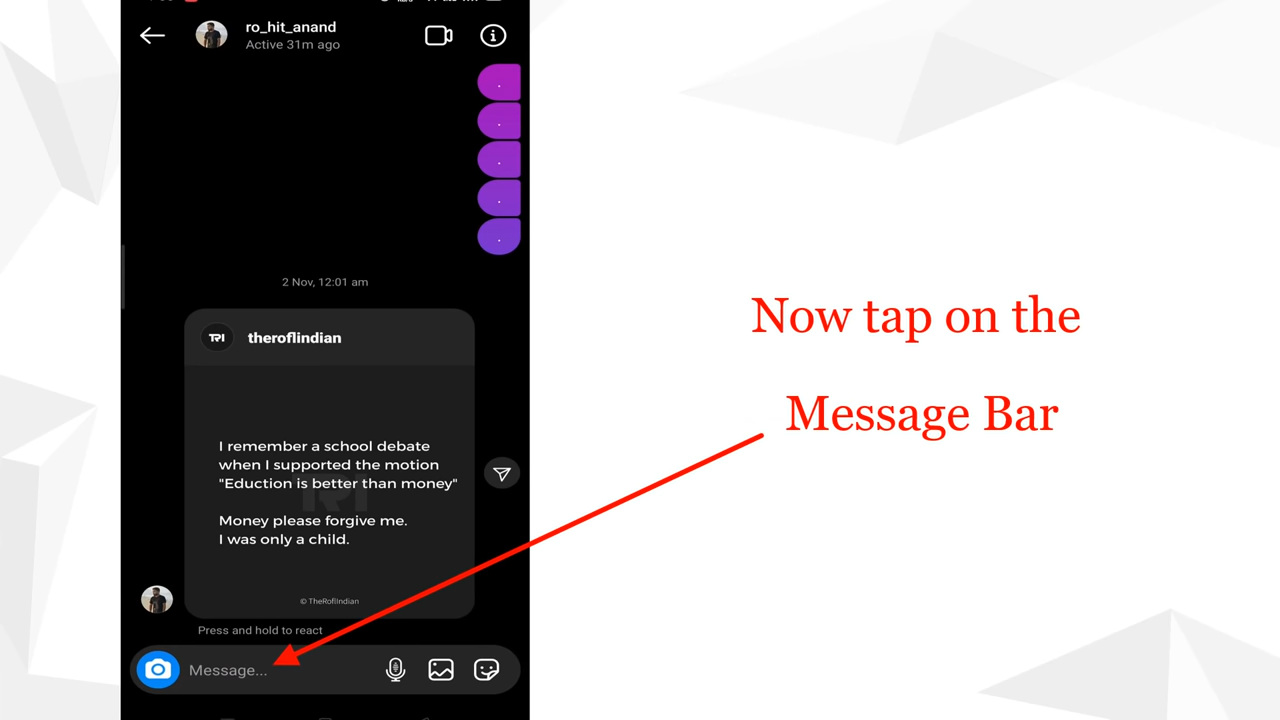 ro_hit_anand
Active 31m ago
.
.
.
.
.
2 Nov, 12:01 am
TRI
theroflindian
I remember a school debate
when I supported the motion
"Eduction is better than money"
Money please forgive me.
I was only a child.
© TheRoflIndian
Press and hold to react
Message...
Now tap on the
Message Bar